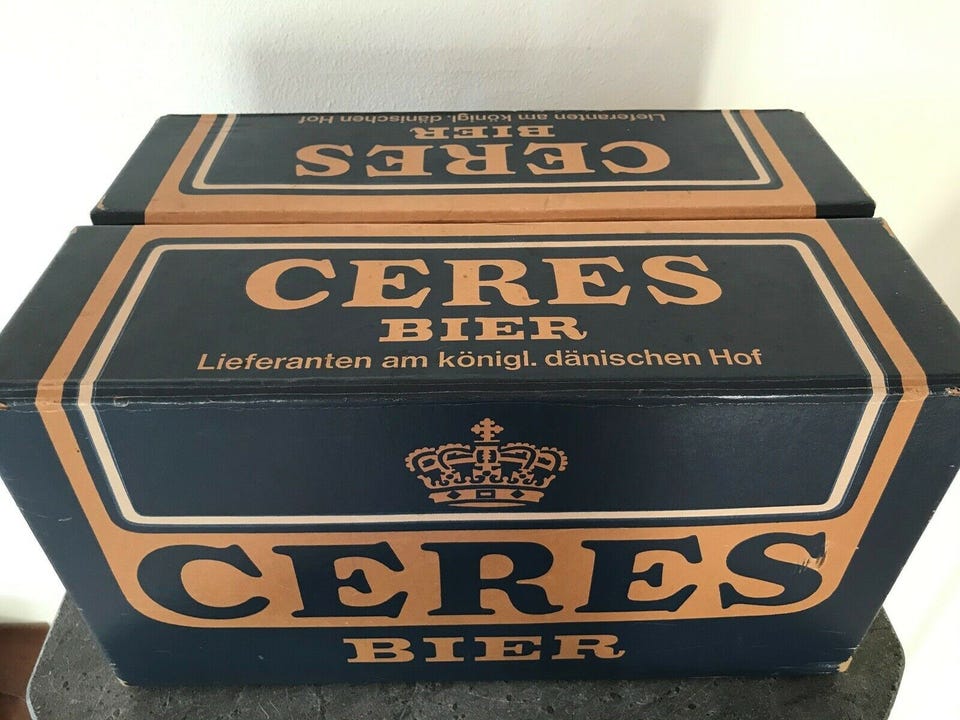 Lieferanten am königl. dänischen Hof
BIER
CERES
CERES
BIER
Lieferanten am königl. dänischen Hof
CERES
BIER